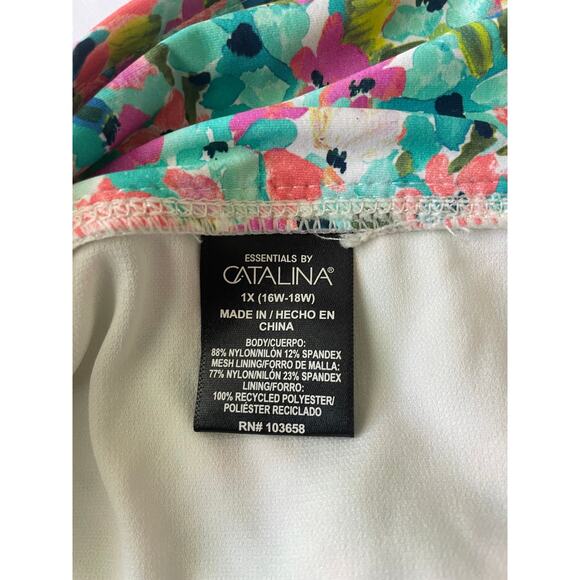 ESSENTIALS BY
CATALINA®
1X (16W-18W)
MADE IN / HECHO EN
CHINA
BODY/CUERPO:
88% NYLON/NILÓN 12% SPANDEX
MESH LINING/FORRO DE MALLA:
77% NYLON/NILÓN 23% SPANDEX
LINING/FORRO:
100% RECYCLED POLYESTER/
POLIÉSTER RECICLADO
RN# 103658